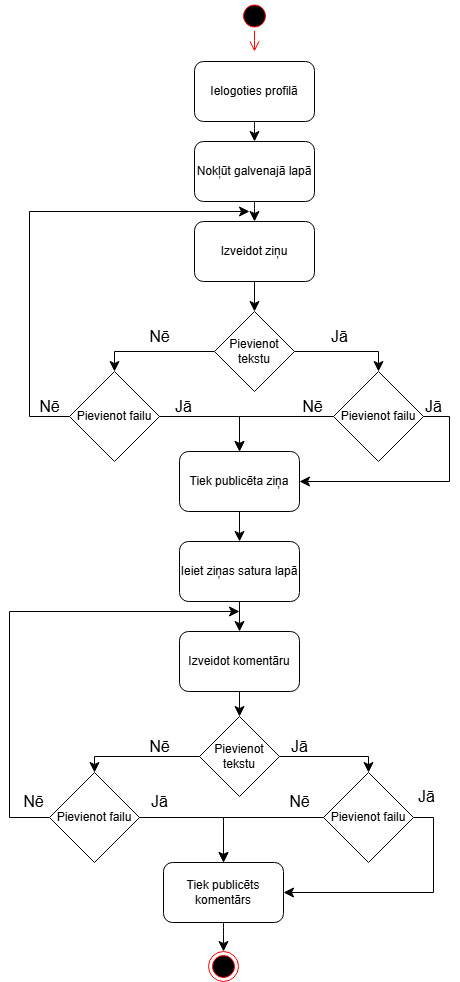 Ielogoties profilā
Nokļūt galvenajā lapā
Izveidot ziņu
Pievienot
tekstu
Nē
Jā
Pievienot failu
Nē
Jā
Pievienot failu
Nē
Jā
Tiek publicēta ziņa
Ieiet ziņas satura lapā
Izveidot komentāru
Pievienot
tekstu
Nē
Jā
Pievienot failu
Nē
Jā
Pievienot failu
Nē
Jā
Tiek publicēts
komentārs